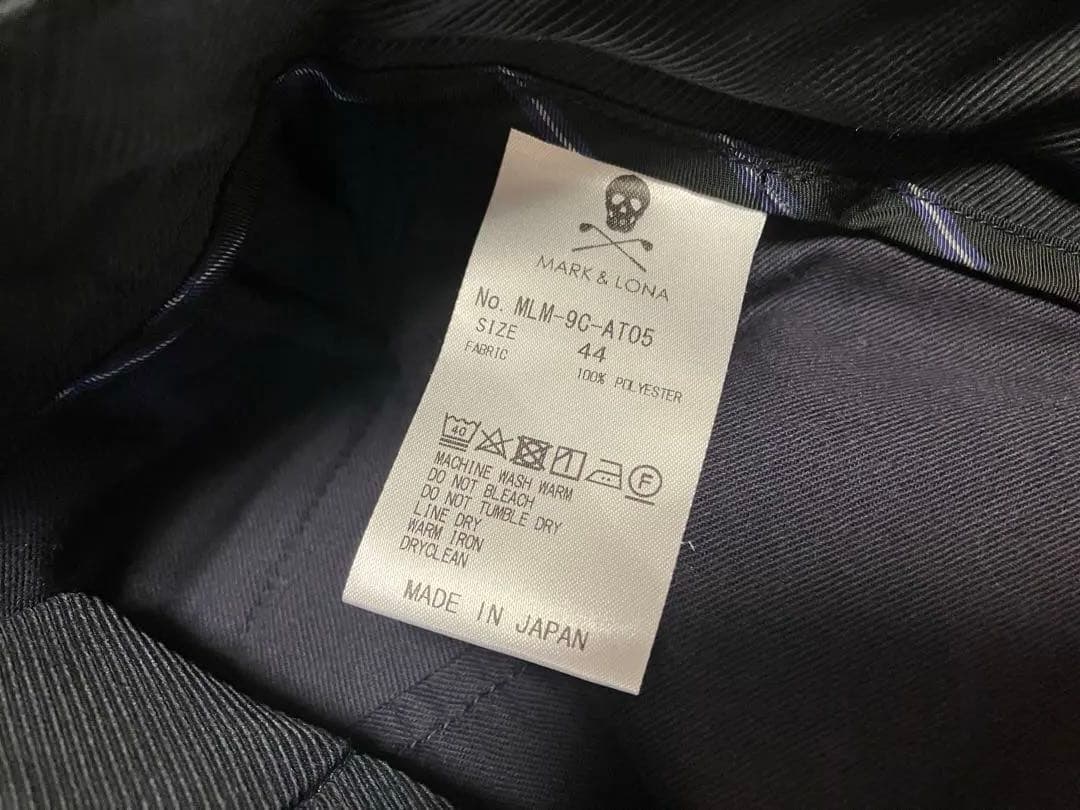 MARK & LONA
No. MLM-9C-AT05
SIZE 44
FABRIC 100% POLYESTER
40 F
MACHINE WASH WARM
DO NOT BLEACH
DO NOT TUMBLE DRY
LINE DRY
WARM IRON
DRYCLEAN
MADE IN JAPAN